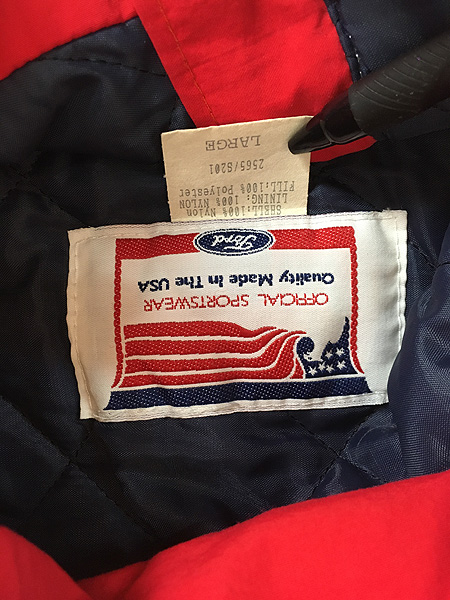 LARGE
2565/S201
FILL:100% Polyester
LINING: 100% NYLON
SHELL:100% Nylon
OFFICIAL SPORTSWEAR
Quality Made In The USA
Ford